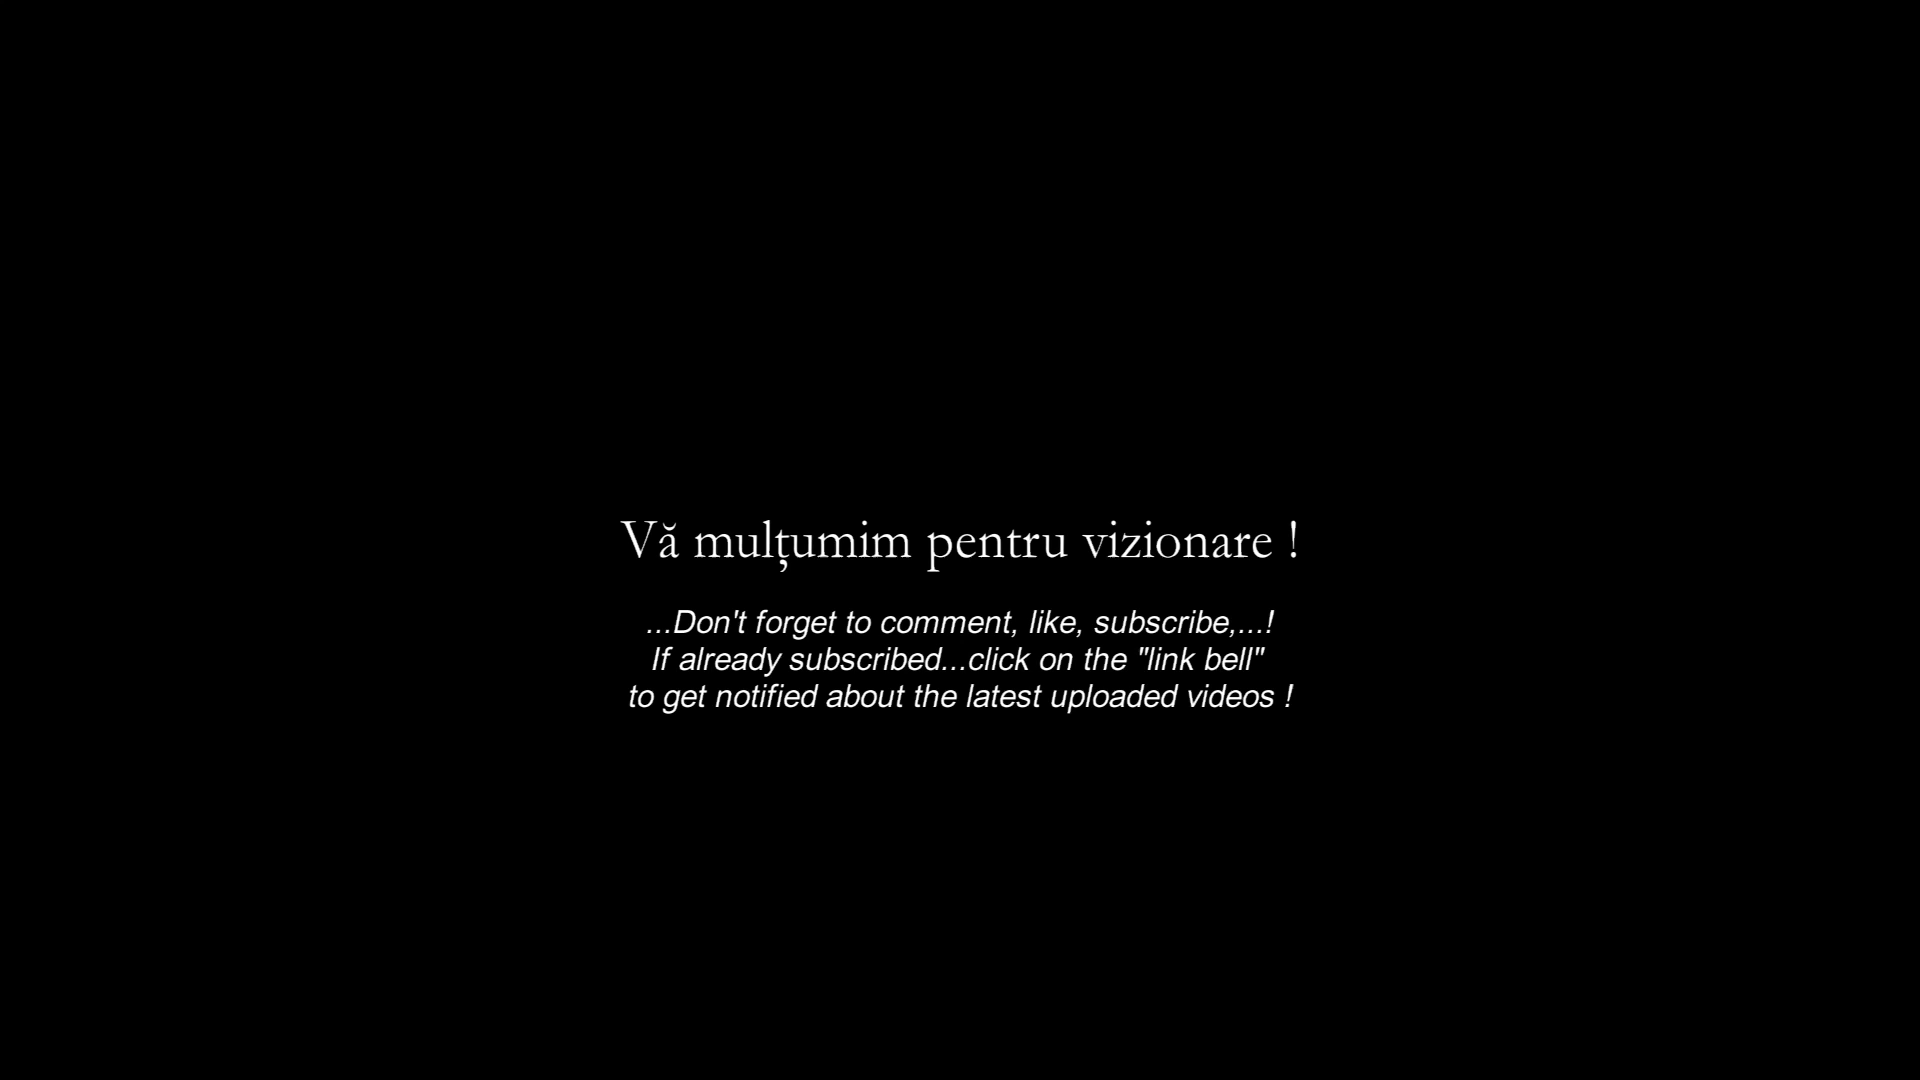 Vă mulțumim pentru vizionare !
...Don't forget to comment, like, subscribe,...!
If already subscribed...click on the "link bell"
to get notified about the latest uploaded videos !